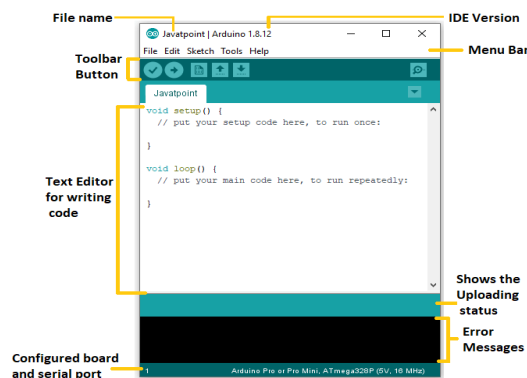 File name
IDE Version
Javatpoint | Arduino 1.8.12
File Edit Sketch Tools Help
Menu Bar
Toolbar
Button
Javatpoint
void setup() {
// put your setup code here, to run once:
}
void loop() {
// put your main code here, to run repeatedly:
}
Text Editor
for writing
code
Shows the
Uploading
status
Error
Messages
Configured board
and serial port
1
Arduino Pro or Pro Mini, ATmega328P (5V, 16 MHz)